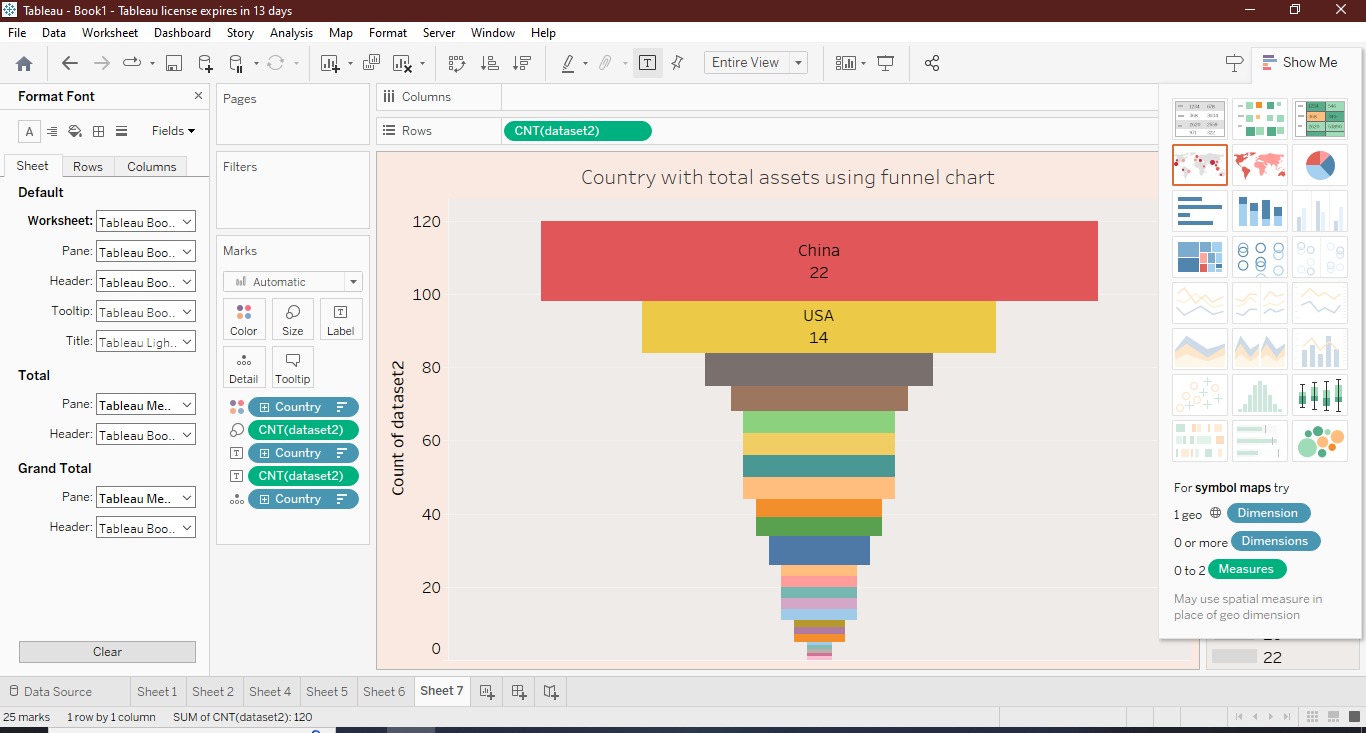 Tableau - Book1 - Tableau license expires in 13 days
File Data Worksheet Dashboard Story Analysis Map Format Server Window Help
Entire View
Show Me
Format Font
Fields
Sheet Rows Columns
Default
Worksheet: Tableau Boo..
Pane: Tableau Boo..
Header: Tableau Boo..
Tooltip: Tableau Boo..
Title: Tableau Ligh..
Total
Pane: Tableau Me..
Header: Tableau Boo..
Grand Total
Pane: Tableau Me..
Header: Tableau Boo..
Clear
Pages
Filters
Marks
Automatic
Color Size Label
Detail Tooltip
Country
CNT(dataset2)
Country
CNT(dataset2)
Country
Columns
Rows CNT(dataset2)
Country with total assets using funnel chart
Count of dataset2
120
100
80
60
40
20
0
China
22
USA
14
For symbol maps try
1 geo Dimension
0 or more Dimensions
0 to 2 Measures
May use spatial measure in
place of geo dimension
22
Data Source Sheet 1 Sheet 2 Sheet 4 Sheet 5 Sheet 6 Sheet 7
25 marks 1 row by 1 column SUM of CNT(dataset2): 120